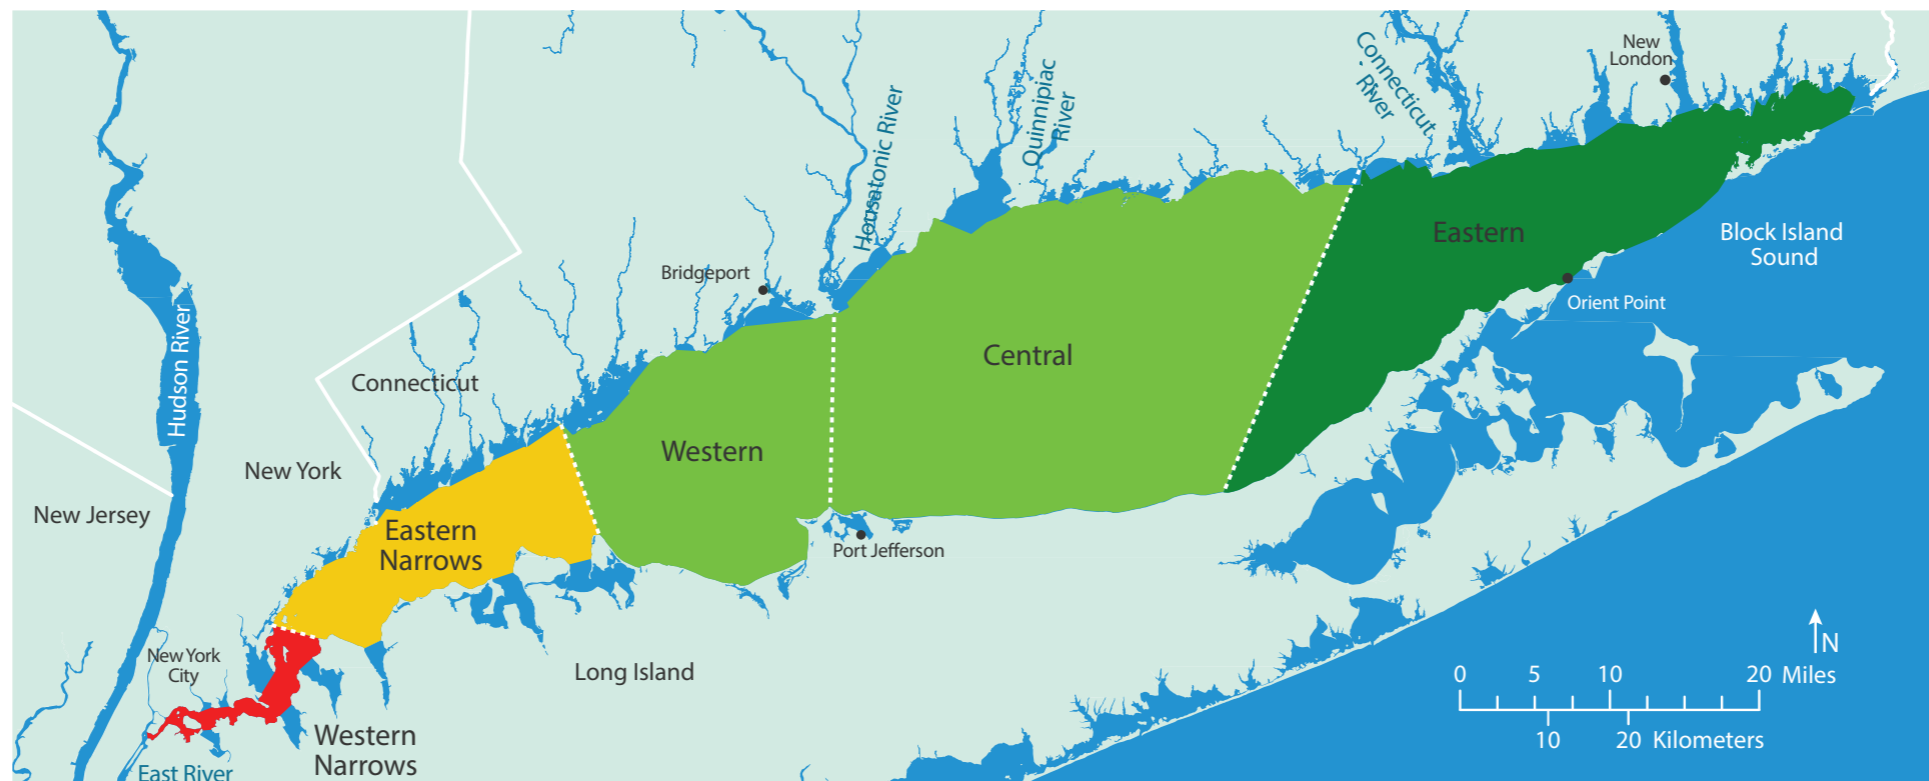 New
London
Connecticut
River
Quinnipiac
River
Housatonic River
Eastern
Block Island
Sound
Bridgeport
Orient Point
Hudson River
Central
Connecticut
Western
New York
New Jersey
Eastern
Narrows
Port Jefferson
N
New York
City
Long Island
0 5 10 20 Miles
10 20 Kilometers
Western
Narrows
East River